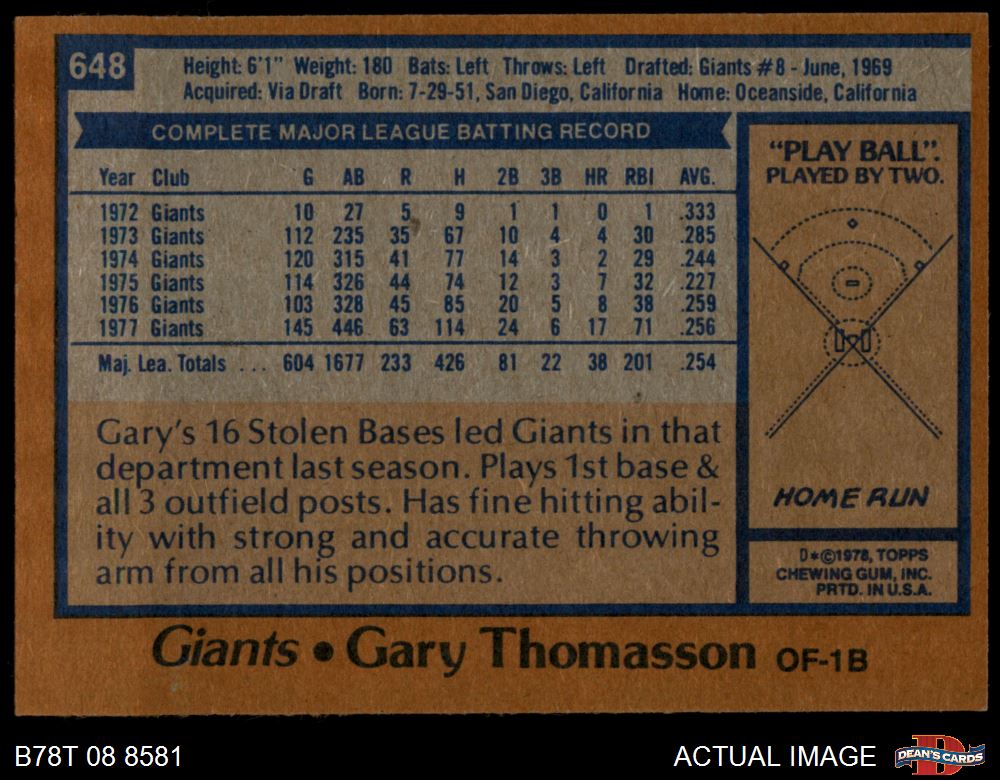 648
Height: 6'1" Weight: 180 Bats: Left Throws: Left Drafted: Giants #8 - June, 1969
Acquired: Via Draft Born: 7-29-51, San Diego, California Home: Oceanside, California
COMPLETE MAJOR LEAGUE BATTING RECORD
Year Club G AB R H 2B 3B HR RBI AVG.
1972 Giants 10 27 5 9 1 1 0 1 .333
1973 Giants 112 235 35 67 10 4 4 30 .285
1974 Giants 120 315 41 77 14 3 2 29 .244
1975 Giants 114 326 44 74 12 3 7 32 .227
1976 Giants 103 328 45 85 20 5 8 38 .259
1977 Giants 145 446 63 114 24 6 17 71 .256
Maj. Lea. Totals ... 604 1677 233 426 81 22 38 201 .254
Gary's 16 Stolen Bases led Giants in that
department last season. Plays 1st base &
all 3 outfield posts. Has fine hitting abil-
ity with strong and accurate throwing
arm from all his positions.
"PLAY BALL".
PLAYED BY TWO.
HOME RUN
D*©1978, TOPPS
CHEWING GUM, INC.
PRTD. IN U.S.A.
Giants • Gary Thomasson OF-1B
B78T 08 8581
ACTUAL IMAGE
DEAN'S CARDS